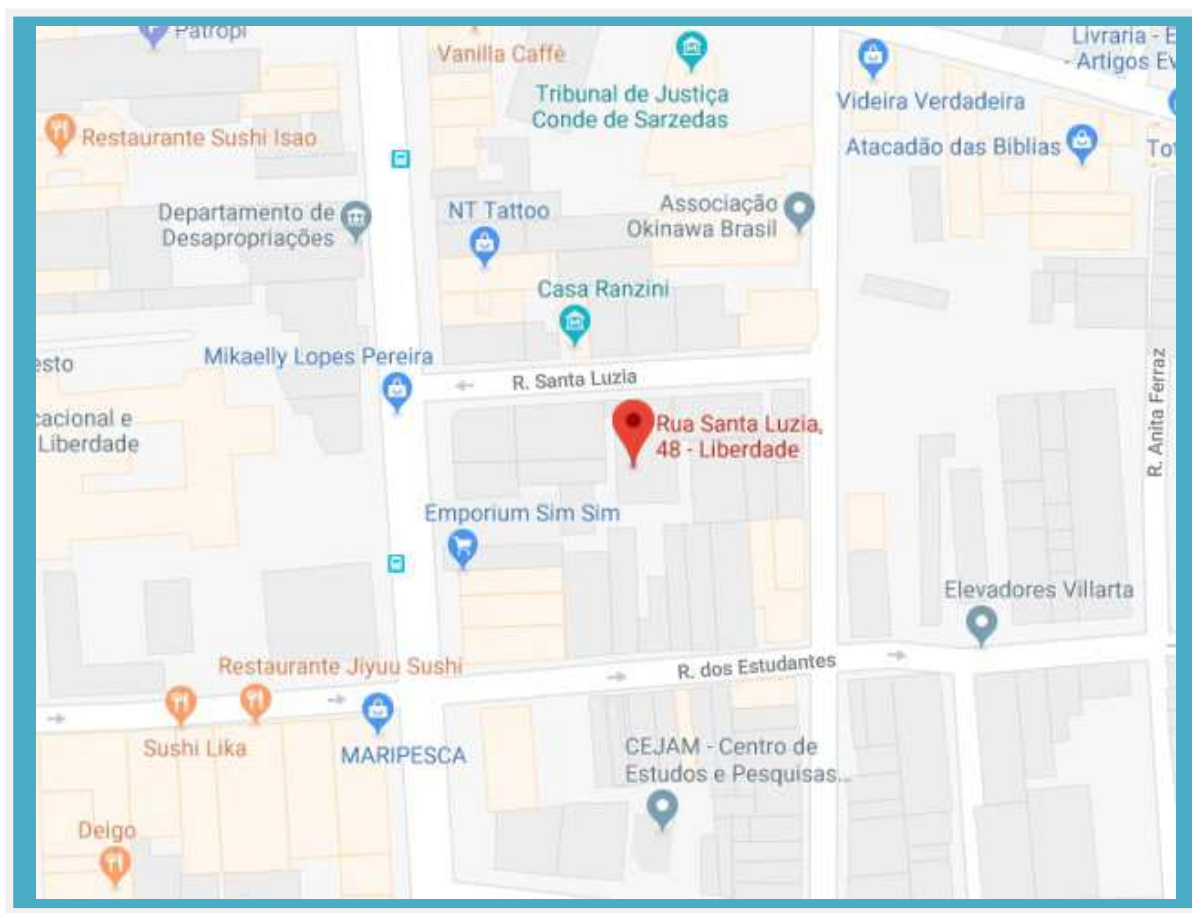 Patropi
Vanilla Caffè
Livraria - E
- Artigos Ev
Tribunal de Justiça
Conde de Sarzedas
Videira Verdadeira
Restaurante Sushi Isao
Atacadão das Biblias
Tot
Departamento de
Desapropriações
NT Tattoo
Associação
Okinawa Brasil
Casa Ranzini
esto
Mikaelly Lopes Pereira
R. Santa Luzia
R. Anita Ferraz
cacional e
Liberdade
Rua Santa Luzia,
48 - Liberdade
Emporium Sim Sim
Elevadores Villarta
Restaurante Jiyuu Sushi
R. dos Estudantes
Sushi Lika
MARIPESCA
CEJAM - Centro de
Estudos e Pesquisas...
Deigo